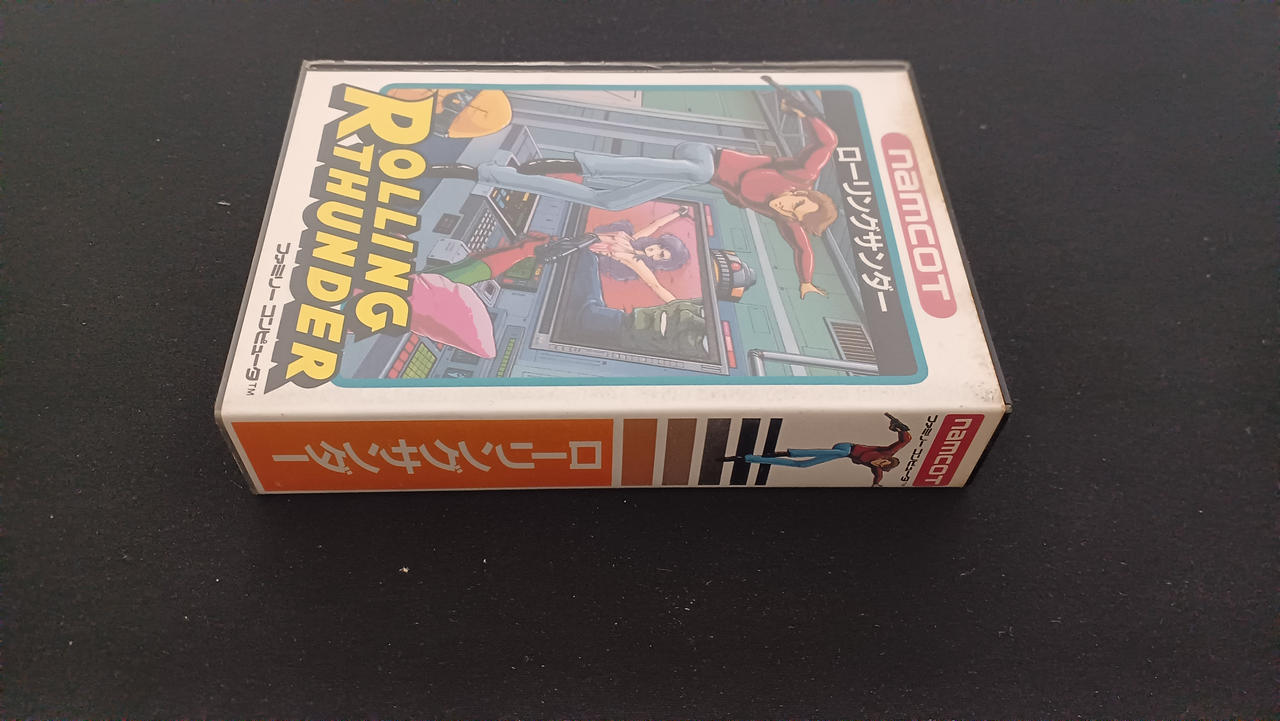 namcot
ローリングサンダー
ROLLING
THUNDER
ファミリーコンピュータTM
namcot
ファミリーコンピュータ
ローリングサンダー